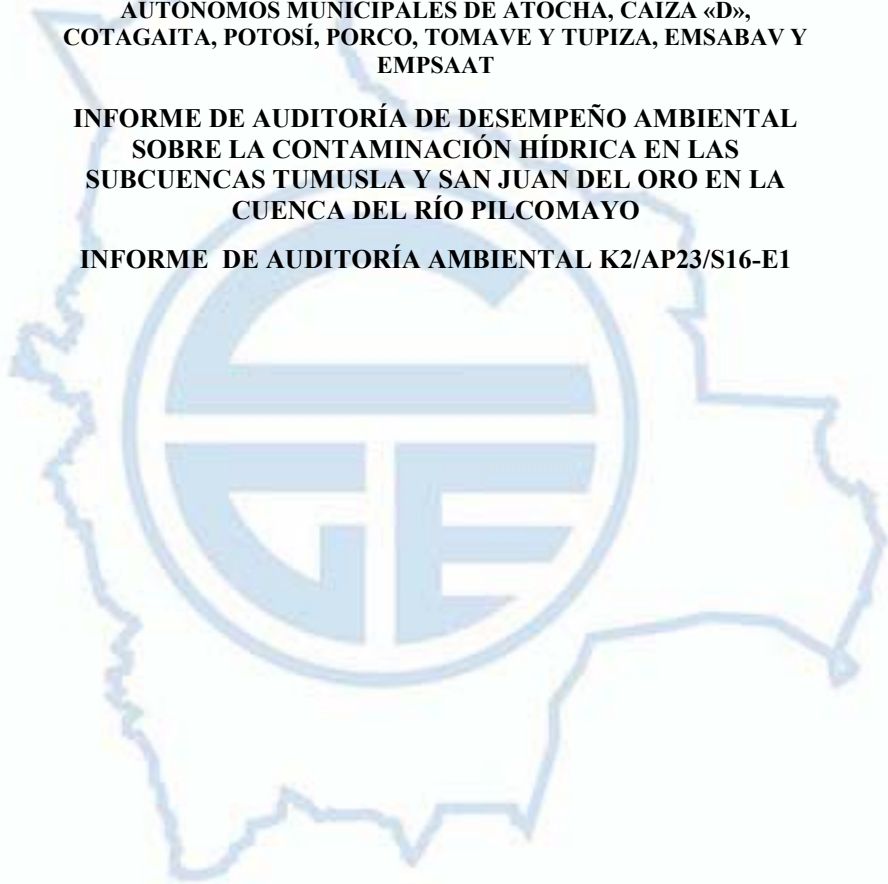 AUTÓNOMOS MUNICIPALES DE ATOCHA, CAIZA «D»,
COTAGAITA, POTOSÍ, PORCO, TOMAVE Y TUPIZA, EMSABAV Y
EMPSAAT
INFORME DE AUDITORÍA DE DESEMPEÑO AMBIENTAL
SOBRE LA CONTAMINACIÓN HÍDRICA EN LAS
SUBCUENCAS TUMUSLA Y SAN JUAN DEL ORO EN LA
CUENCA DEL RÍO PILCOMAYO
INFORME DE AUDITORÍA AMBIENTAL K2/AP23/S16-E1
CGE